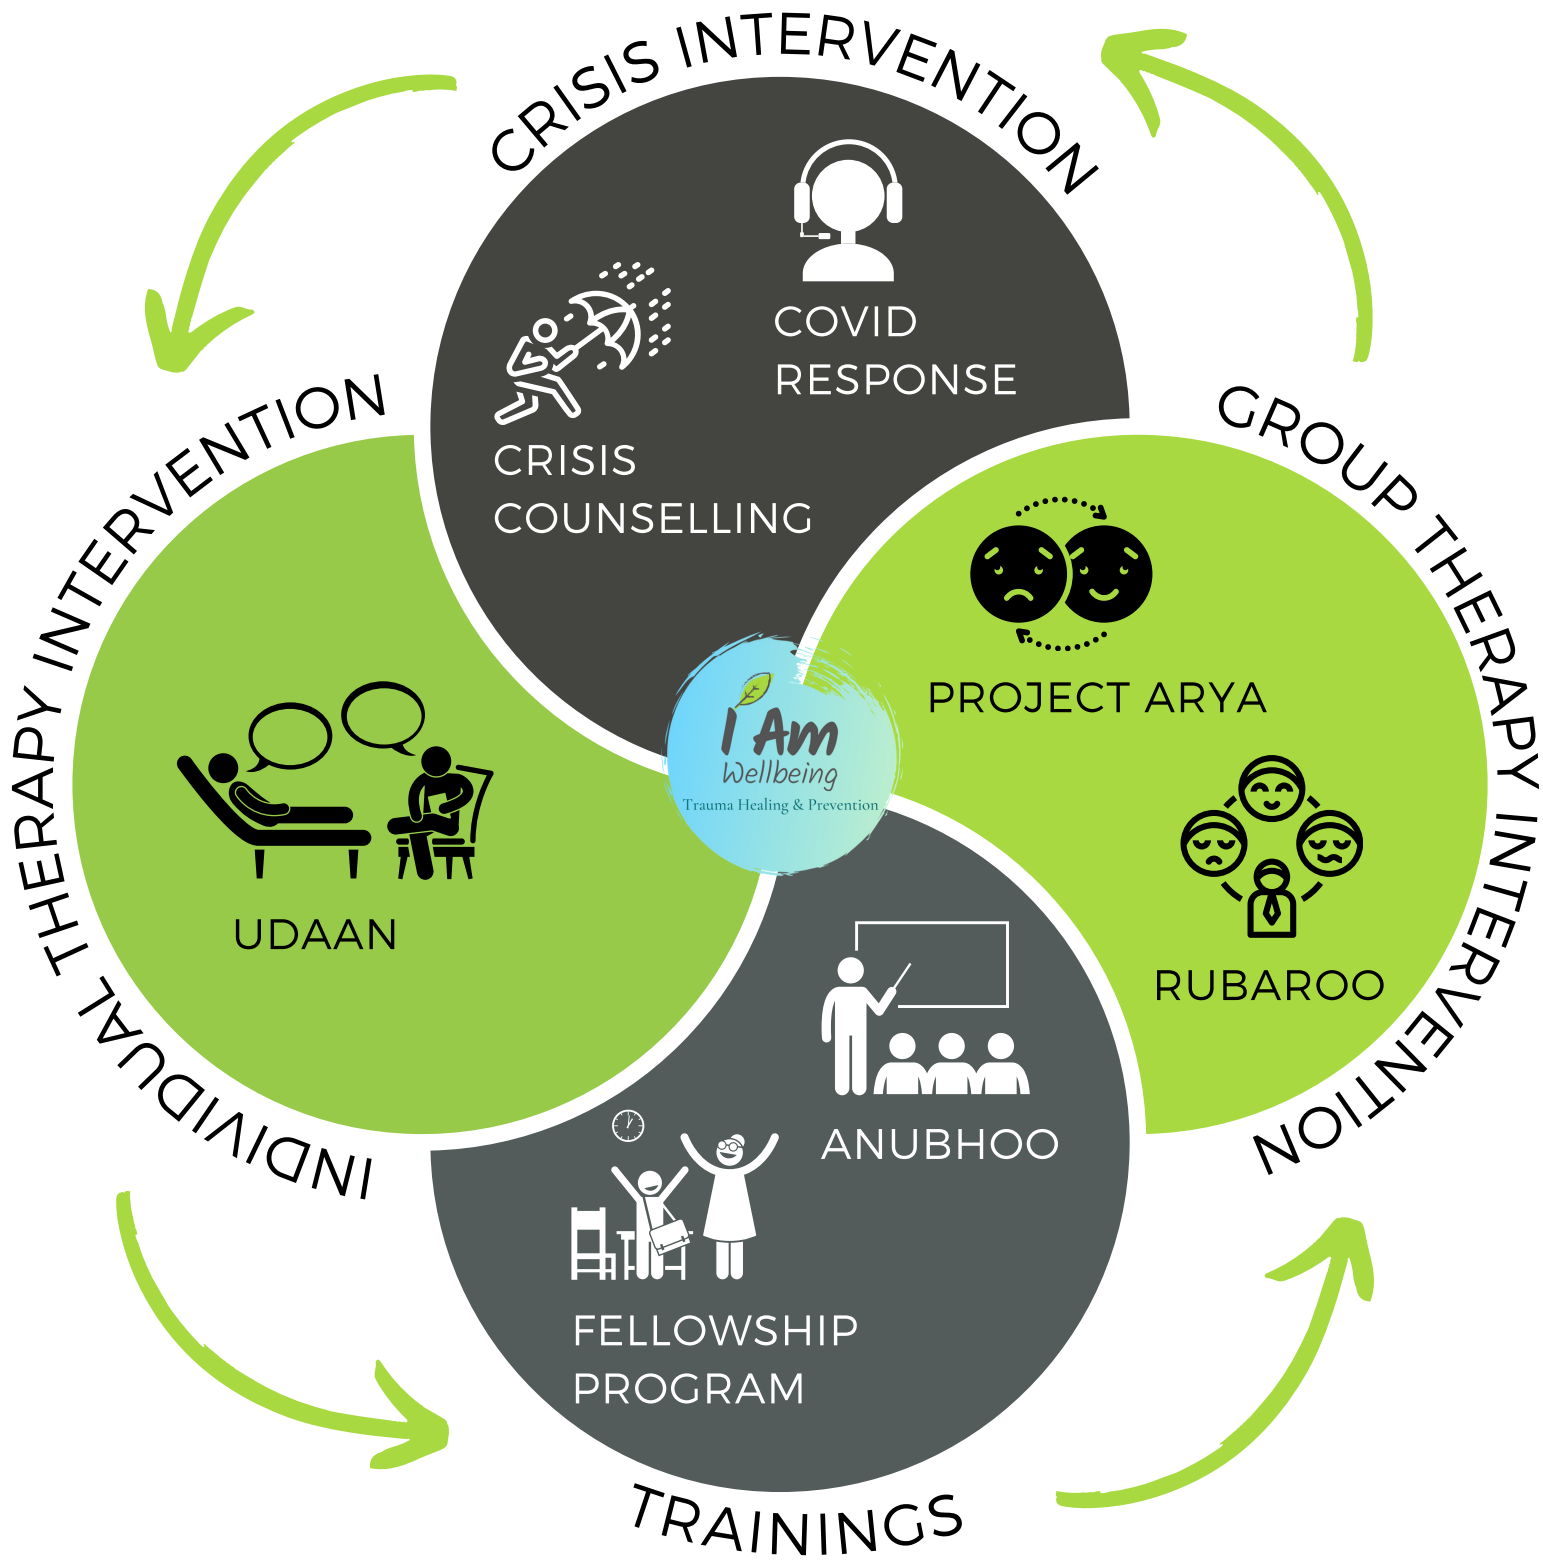 CRISIS INTERVENTION
COVID
RESPONSE
CRISIS
COUNSELLING
GROUP THERAPY INTERVENTION
PROJECT ARYA
RUBAROO
INDIVIDUAL THERAPY INTERVENTION
UDAAN
I Am
Wellbeing
Trauma Healing & Prevention
ANUBHOO
FELLOWSHIP
PROGRAM
TRAININGS